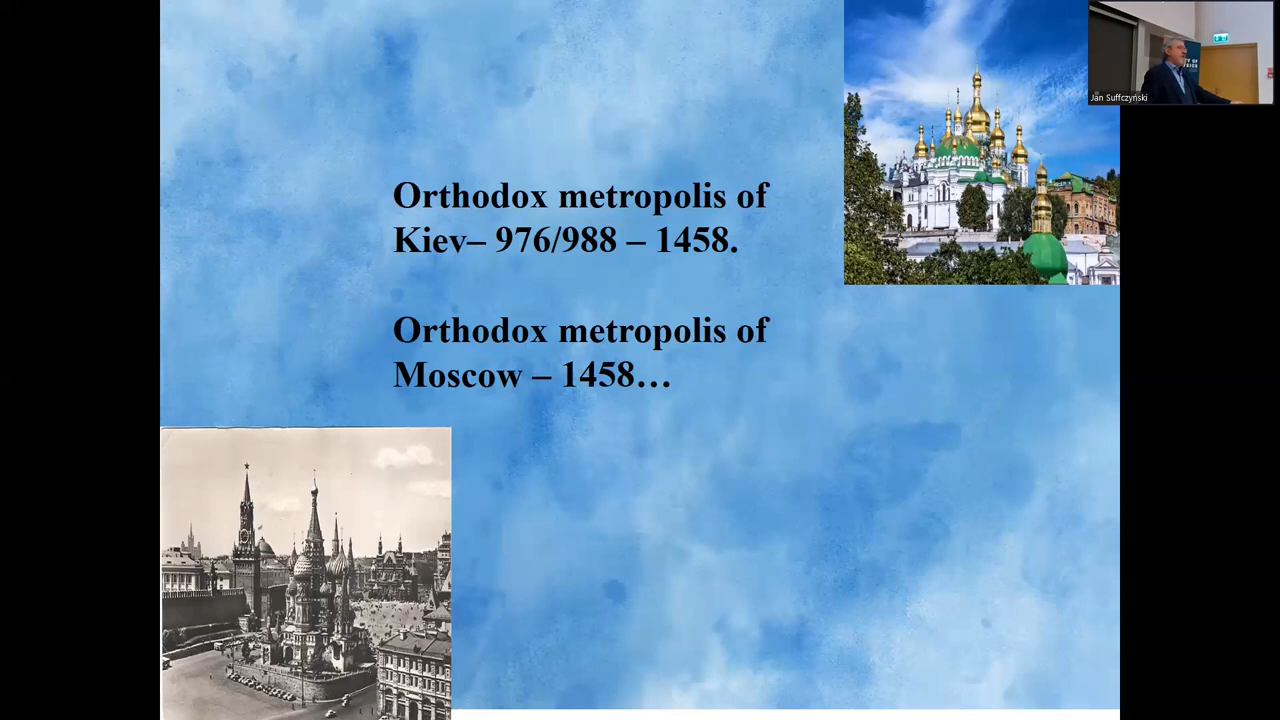 Orthodox metropolis of
Kiev– 976/988 – 1458.
Orthodox metropolis of
Moscow – 1458…
Jan Suffczyński